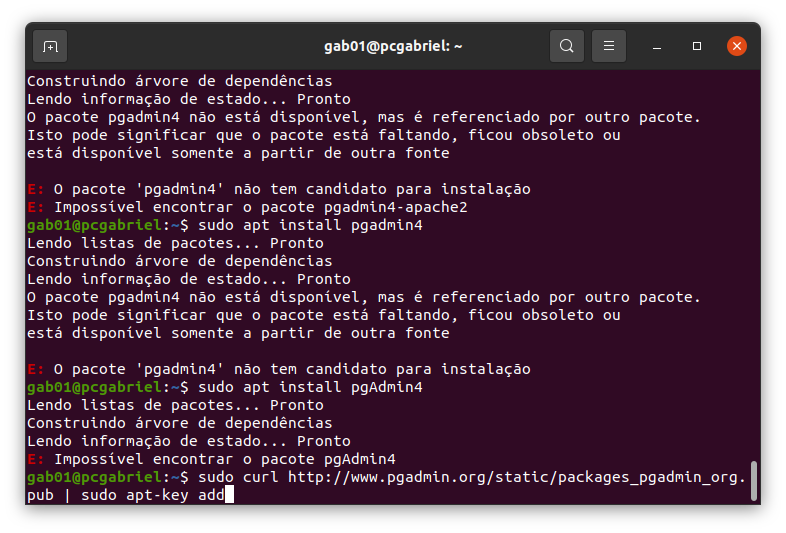 gab01@pcgabriel: ~
Construindo árvore de dependências
Lendo informação de estado... Pronto
O pacote pgadmin4 não está disponível, mas é referenciado por outro pacote.
Isto pode significar que o pacote está faltando, ficou obsoleto ou
está disponível somente a partir de outra fonte
E: O pacote 'pgadmin4' não tem candidato para instalação
E: Impossível encontrar o pacote pgadmin4-apache2
gab01@pcgabriel:~$ sudo apt install pgadmin4
Lendo listas de pacotes... Pronto
Construindo árvore de dependências
Lendo informação de estado... Pronto
O pacote pgadmin4 não está disponível, mas é referenciado por outro pacote.
Isto pode significar que o pacote está faltando, ficou obsoleto ou
está disponível somente a partir de outra fonte
E: O pacote 'pgadmin4' não tem candidato para instalação
gab01@pcgabriel:~$ sudo apt install pgAdmin4
Lendo listas de pacotes... Pronto
Construindo árvore de dependências
Lendo informação de estado... Pronto
E: Impossível encontrar o pacote pgAdmin4
gab01@pcgabriel:~$ sudo curl http://www.pgadmin.org/static/packages_pgadmin_org.
pub | sudo apt-key add